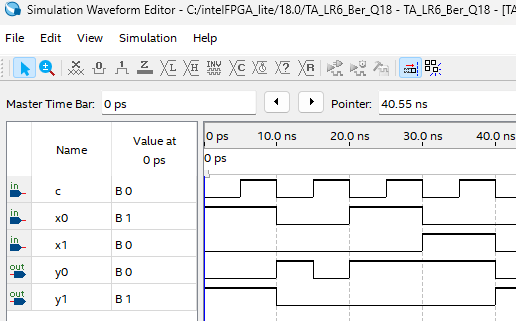 Simulation Waveform Editor - C:/intelFPGA_lite/18.0/TA_LR6_Ber_Q18 - TA_LR6_Ber_Q18 - [TA
File Edit View Simulation Help
Master Time Bar: 0 ps Pointer: 40.55 ns
Name Value at 0 ps 0 ps 10.0 ns 20.0 ns 30.0 ns 40.0 ns
0 ps
in c B 0
in x0 B 1
in x1 B 0
out y0 B 0
out y1 B 1